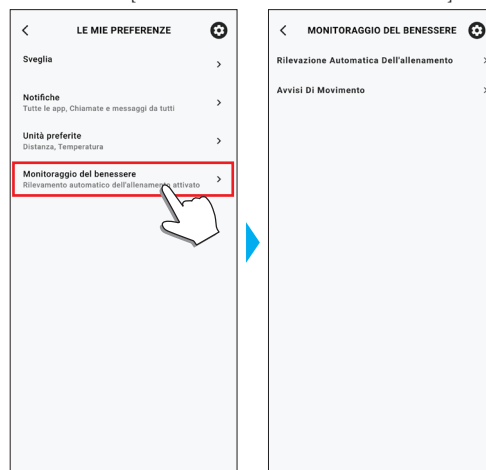 LE MIE PREFERENZE
Sveglia
Notifiche
Tutte le app, Chiamate e messaggi da tutti
Unità preferite
Distanza, Temperatura
Monitoraggio del benessere
Rilevamento automatico dell'allenamento attivato
MONITORAGGIO DEL BENESSERE
Rilevazione Automatica Dell'allenamento
Avvisi Di Movimento